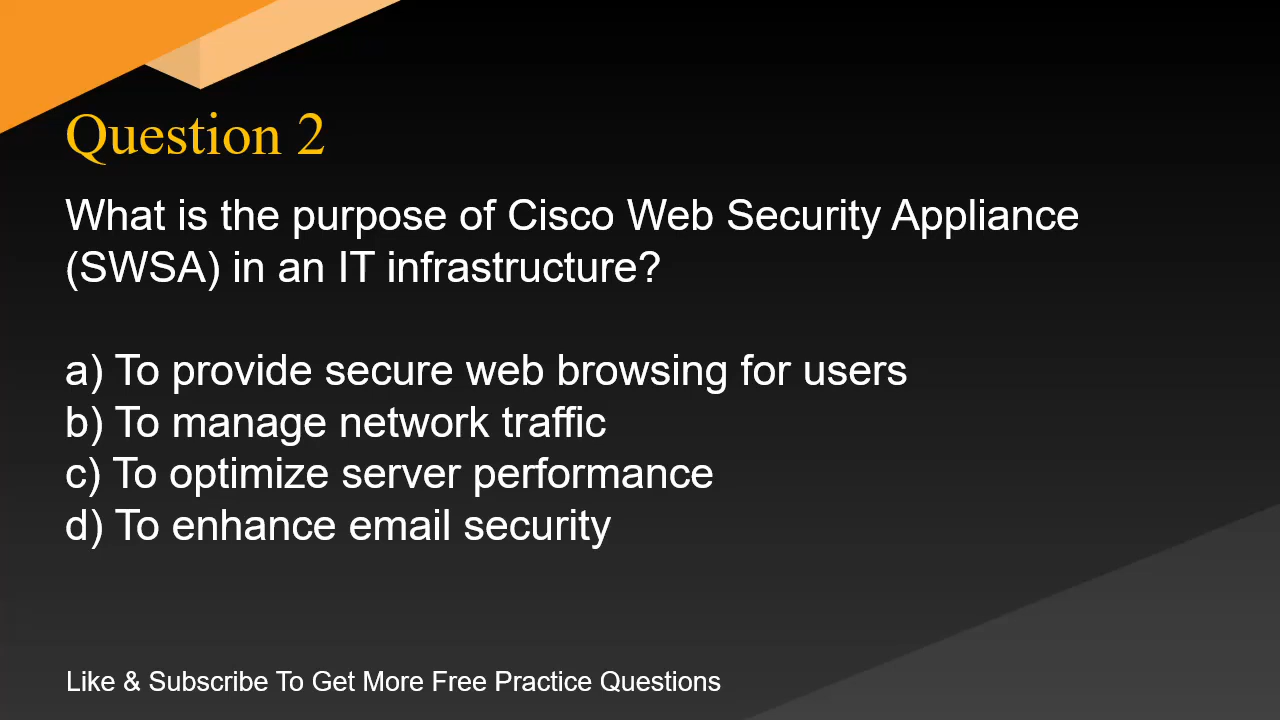 Question 2
What is the purpose of Cisco Web Security Appliance
(SWSA) in an IT infrastructure?
a) To provide secure web browsing for users
b) To manage network traffic
c) To optimize server performance
d) To enhance email security
Like & Subscribe To Get More Free Practice Questions